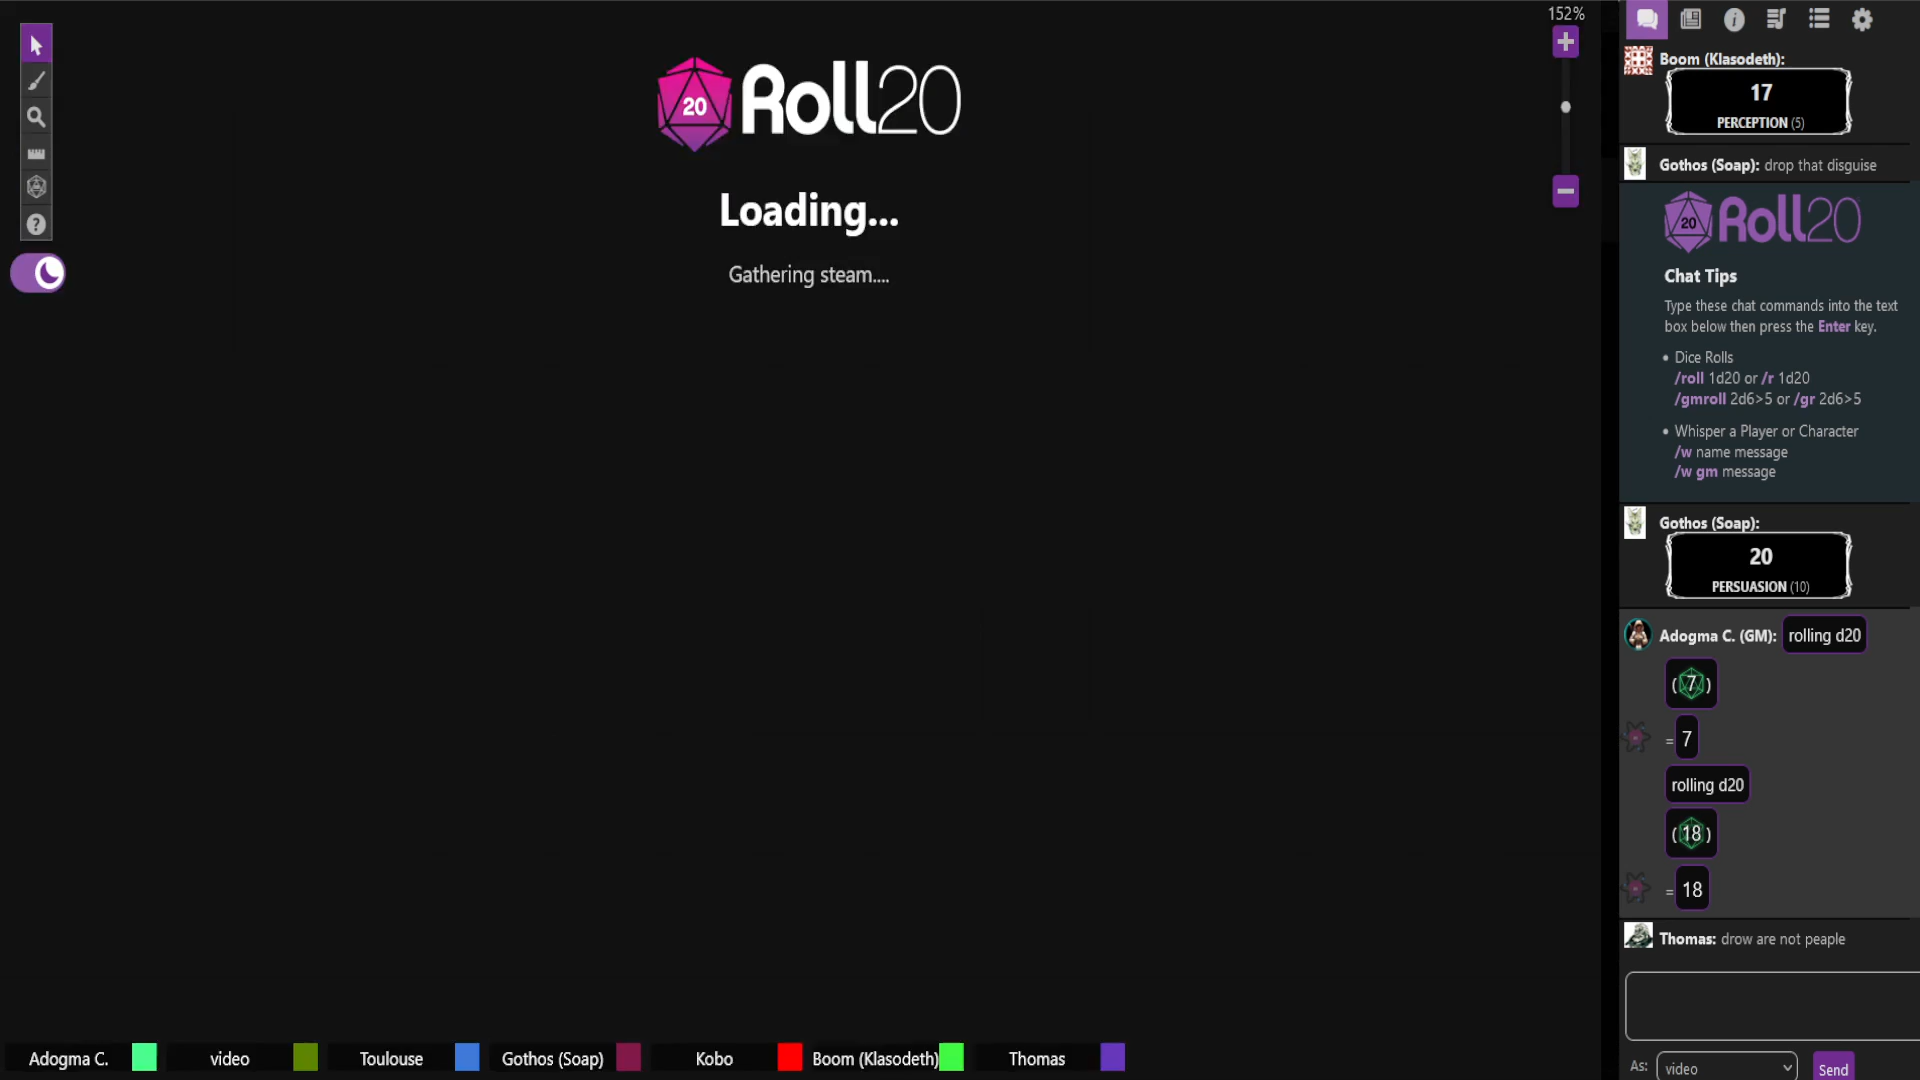 152%
20 Roll20
Loading...
Gathering steam....
Boom (Klasodeth):
17
PERCEPTION (5)
Gothos (Soap): drop that disguise
20 Roll20
Chat Tips
Type these chat commands into the text
box below then press the Enter key.
• Dice Rolls
/roll 1d20 or /r 1d20
/gmroll 2d6>5 or /gr 2d6>5
• Whisper a Player or Character
/w name message
/w gm message
Gothos (Soap):
20
PERSUASION (10)
Adogma C. (GM): rolling d20
(7)
=7
rolling d20
(18)
=18
Thomas: drow are not peaple
As: video Send
Adogma C. video Toulouse Gothos (Soap) Kobo Boom (Klasodeth) Thomas